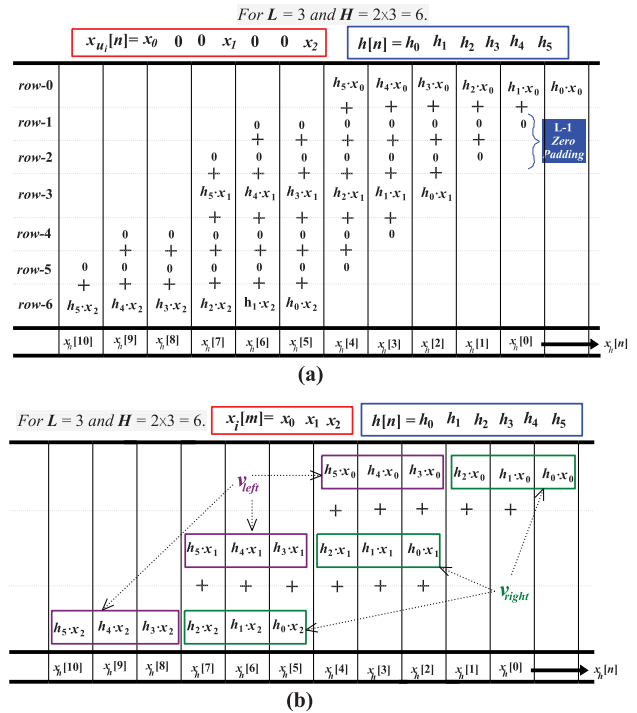 For L = 3 and H = 2x3 = 6.
(a)
x_{u_i}[n] = x_0 0 0 x_1 0 0 x_2
h[n] = h_0 h_1 h_2 h_3 h_4 h_5
row-0 h_5·x_0 h_4·x_0 h_3·x_0 h_2·x_0 h_1·x_0 h_0·x_0
+ + + + +
row-1 0 0 0 0 0 0 0
+ + + + +
L-1 Zero Padding
row-2 0 0 0 0 0 0
+ + + + +
row-3 h_5·x_1 h_4·x_1 h_3·x_1 h_2·x_1 h_1·x_1 h_0·x_1
+ + + + +
row-4 0 0 0 0 0 0 0
+ + + + + +
row-5 0 0 0 0 0 0 0
+ + + + + +
row-6 h_5·x_2 h_4·x_2 h_3·x_2 h_2·x_2 h_1·x_2 h_0·x_2
x_h[10] x_h[9] x_h[8] x_h[7] x_h[6] x_h[5] x_h[4] x_h[3] x_h[2] x_h[1] x_h[0] x_h[n]
(a)
(b)
For L = 3 and H = 2x3 = 6.
x_i[m] = x_0 x_1 x_2
h[n] = h_0 h_1 h_2 h_3 h_4 h_5
v_left
h_5·x_0 h_4·x_0 h_3·x_0 h_2·x_0 h_1·x_0 h_0·x_0
+ + + + +
h_5·x_1 h_4·x_1 h_3·x_1 h_2·x_1 h_1·x_1 h_0·x_1
+ + + + + +
v_right
h_5·x_2 h_4·x_2 h_3·x_2 h_2·x_2 h_1·x_2 h_0·x_2
x_h[10] x_h[9] x_h[8] x_h[7] x_h[6] x_h[5] x_h[4] x_h[3] x_h[2] x_h[1] x_h[0] x_h[n]
(b)